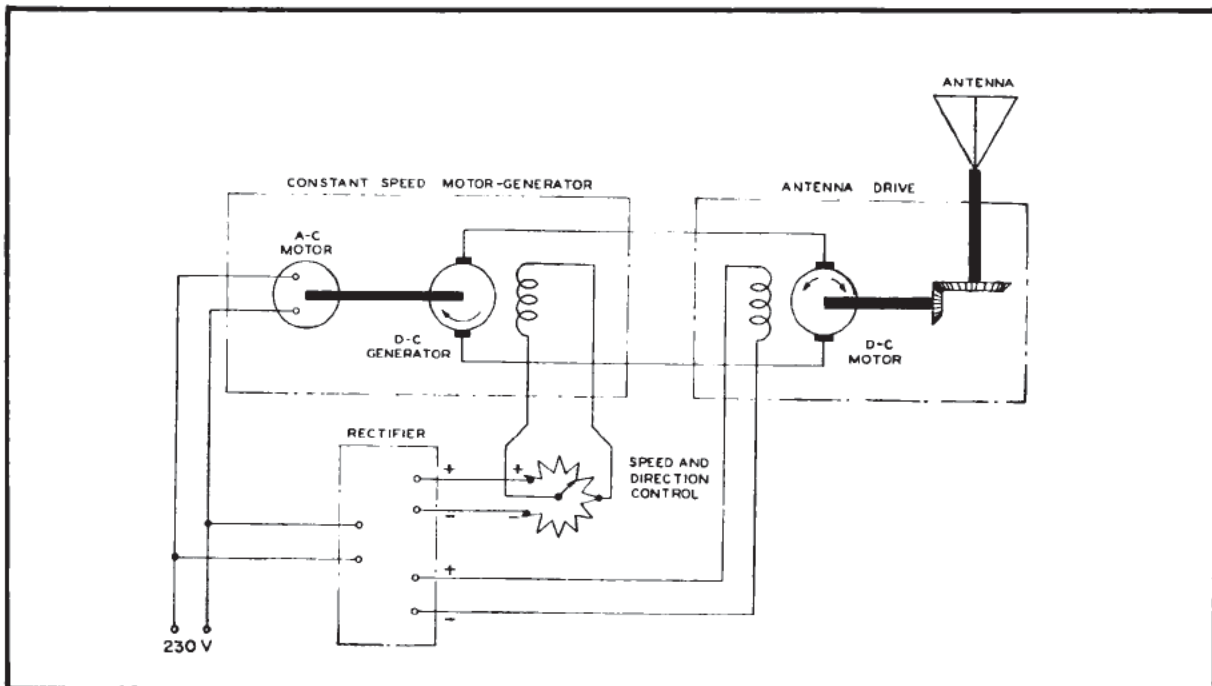 ANTENNA
CONSTANT SPEED MOTOR-GENERATOR
ANTENNA DRIVE
A-C
MOTOR
D-C
GENERATOR
D-C
MOTOR
RECTIFIER
+
+
-
-
SPEED AND
DIRECTION
CONTROL
+
-
230 V